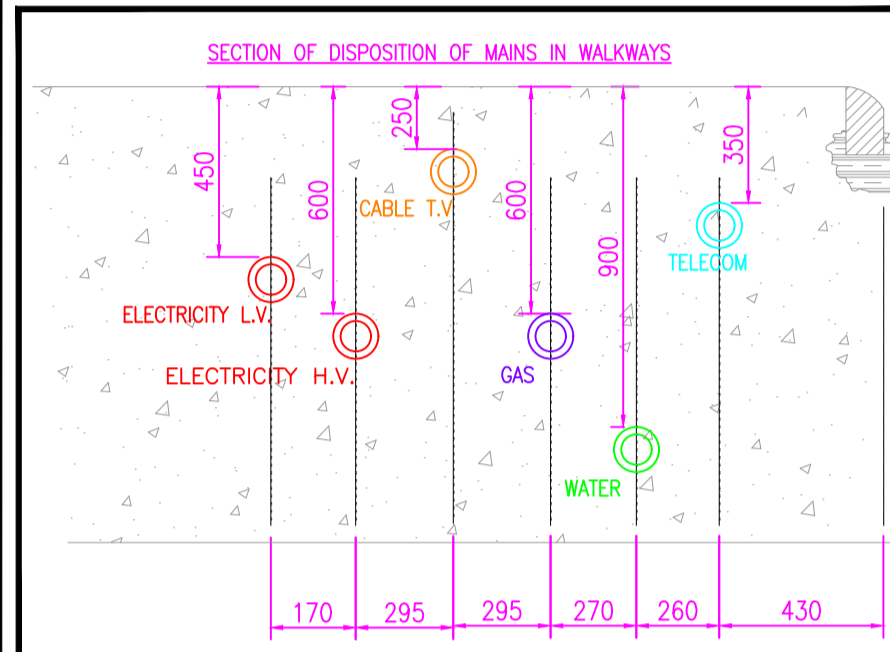 SECTION OF DISPOSITION OF MAINS IN WALKWAYS
450
600
250
600
900
350
CABLE T.V
TELECOM
ELECTRICITY L.V.
ELECTRICITY H.V.
GAS
WATER
170
295
295
270
260
430